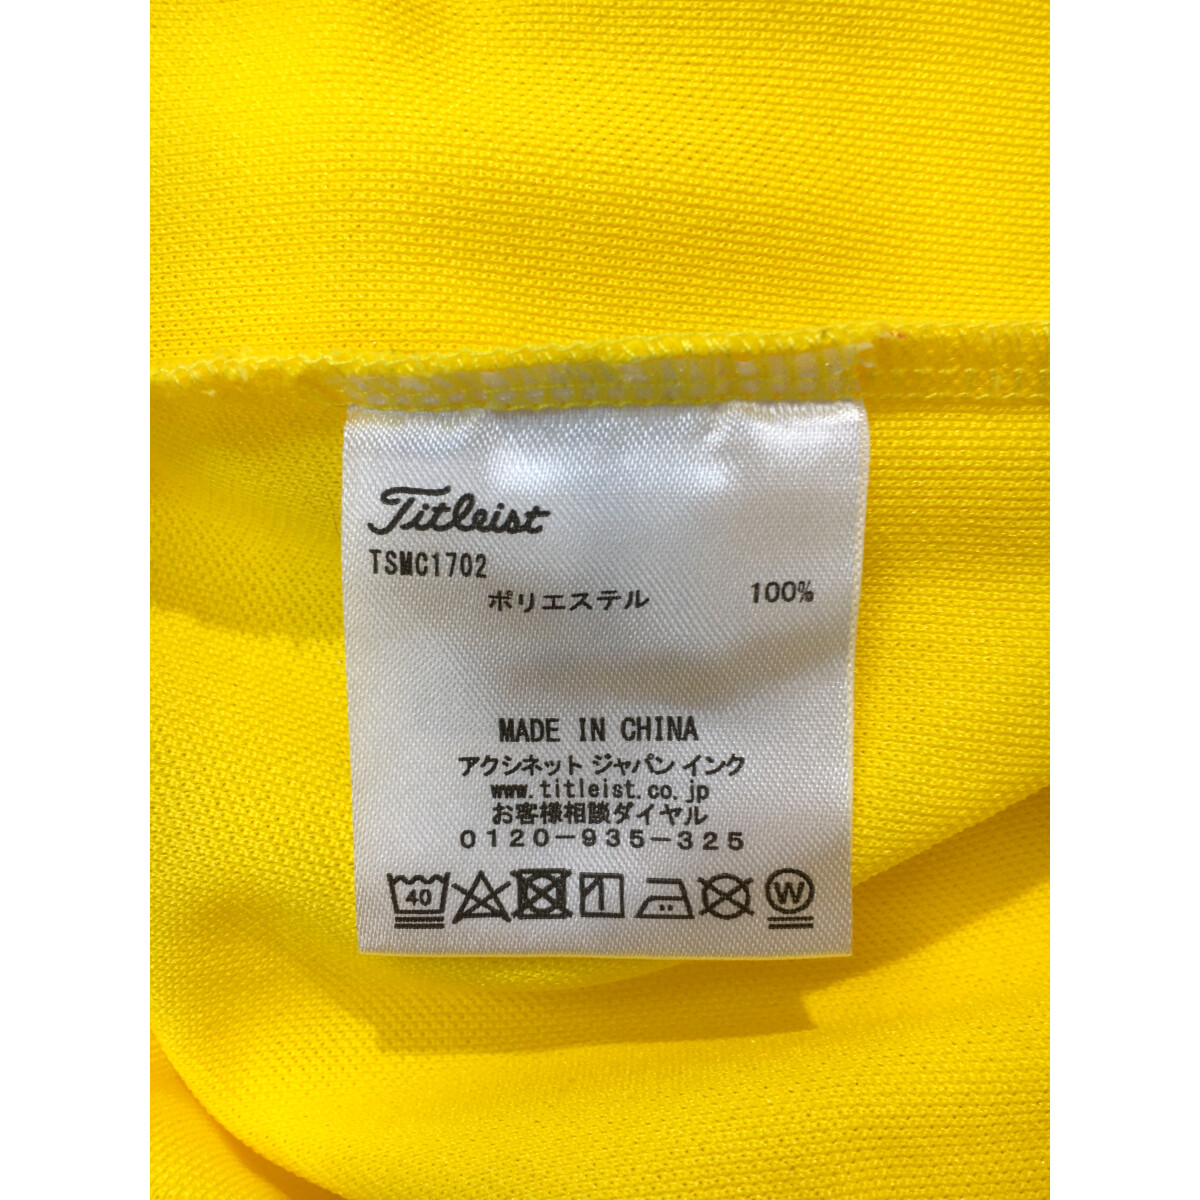 Titleist
TSMC1702
ポリエステル 100%
MADE IN CHINA
アクシネット ジャパン インク
www.titleist.co.jp
お客様相談ダイヤル
0120-935-325
40
W